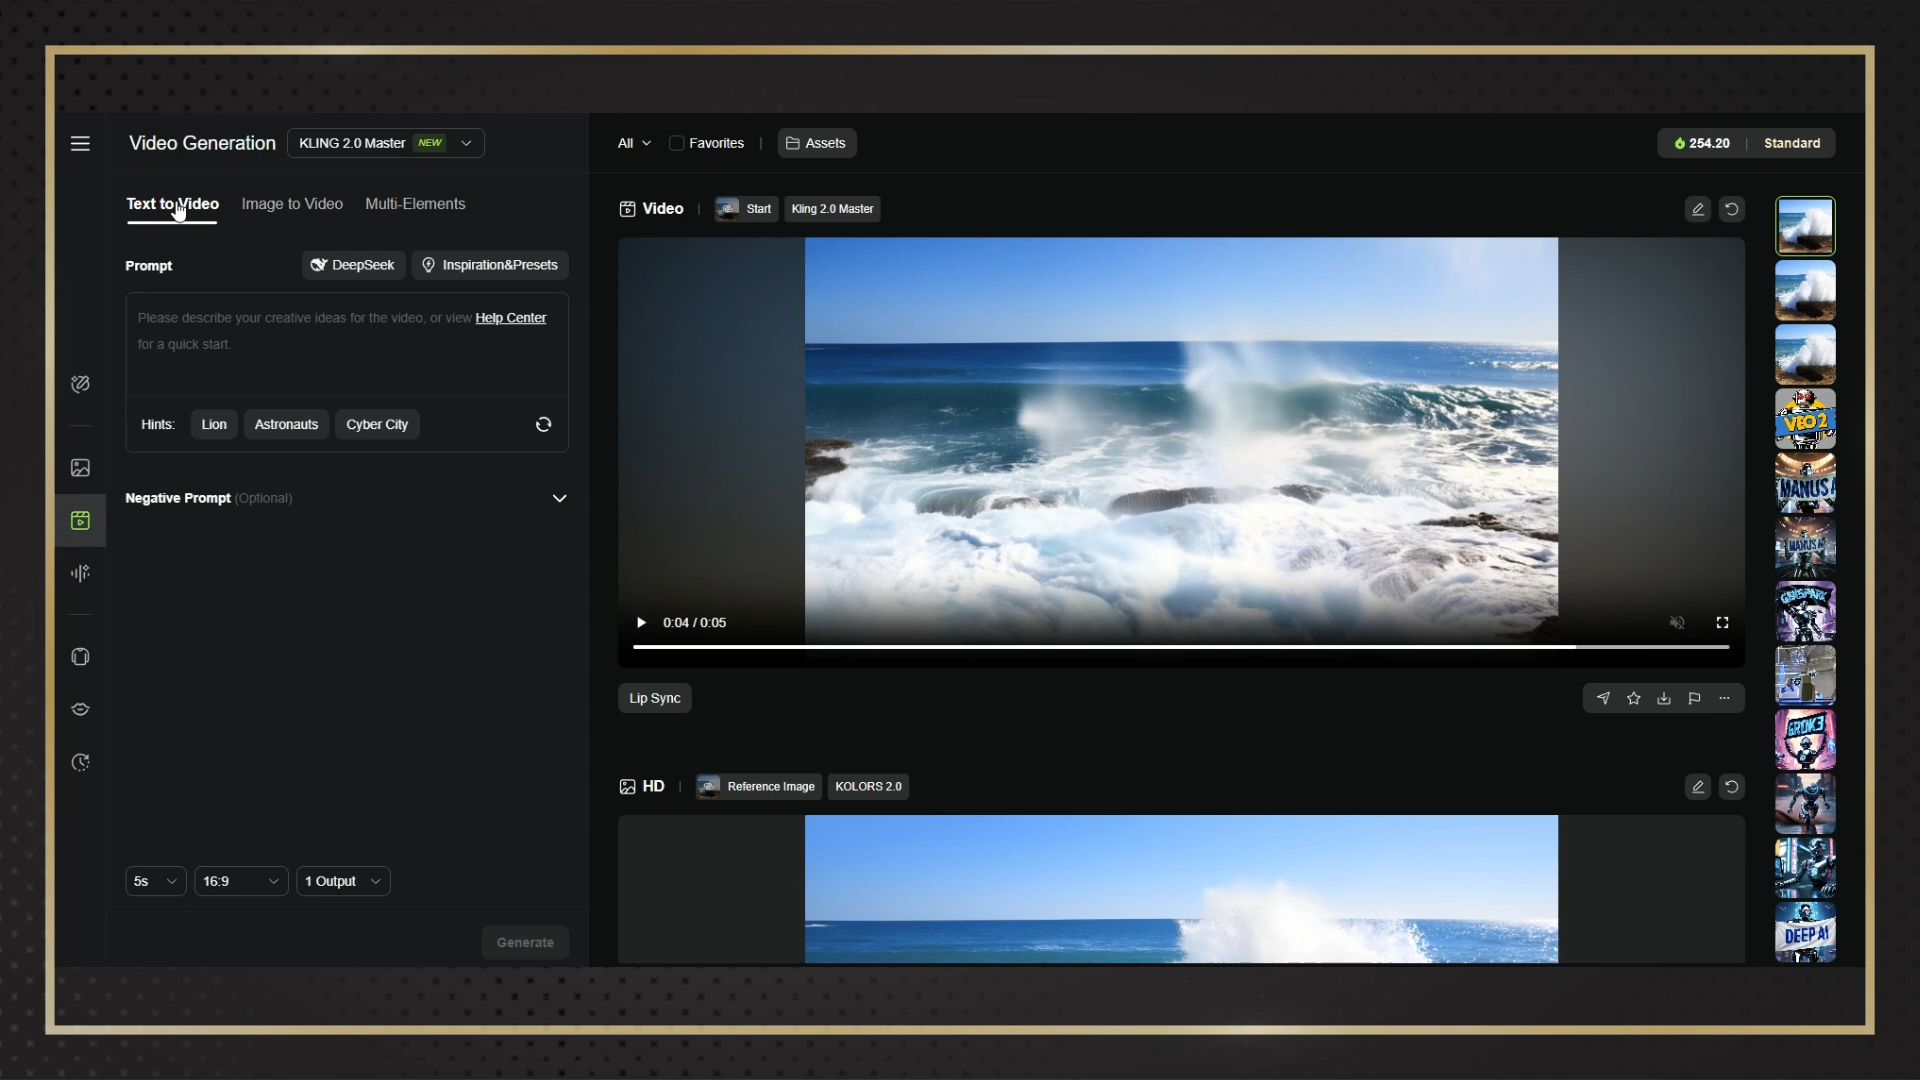 Video Generation
KLING 2.0 Master NEW
Text to Video
Image to Video
Multi-Elements
Prompt
DeepSeek
Inspiration&Presets
Please describe your creative ideas for the video, or view Help Center
for a quick start.
Hints:
Lion
Astronauts
Cyber City
Negative Prompt (Optional)
5s
16:9
1 Output
Generate
All
Favorites
Assets
254.20
Standard
Video
Start
Kling 2.0 Master
0:04 / 0:05
Lip Sync
HD
Reference Image
KOLORS 2.0
VEO 2
MANUS A
MANUS AI
GENSPARK
GROK3
DEEP AI